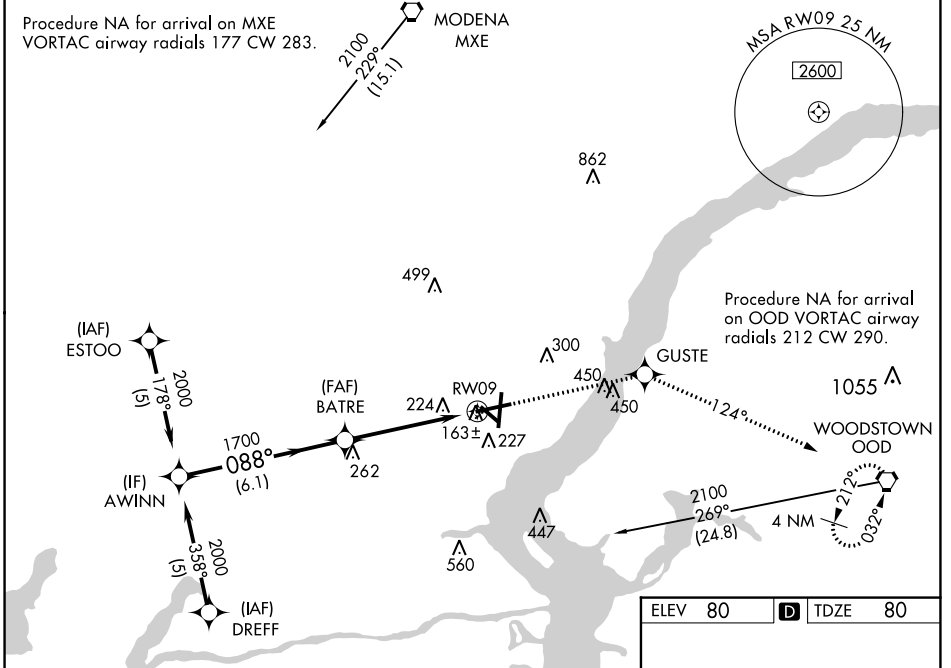 Procedure NA for arrival on MXE
VORTAC airway radials 177 CW 283.
MODENA
MXE
2100
229°
(15.1)
MSA RW09 25 NM
2600
862
499
Procedure NA for arrival
on OOD VORTAC airway
radials 212 CW 290.
(IAF)
ESTOO
2000
178°
(5)
300
GUSTE
450
450
1055
(FAF)
BATRE
RW09
224
163±
227
124°
WOODSTOWN
OOD
1700
088°
(6.1)
262
(IF)
AWINN
2100
269°
(24.8)
212°
032°
4 NM
447
560
2000
358°
(5)
(IAF)
DREFF
ELEV 80 D TDZE 80